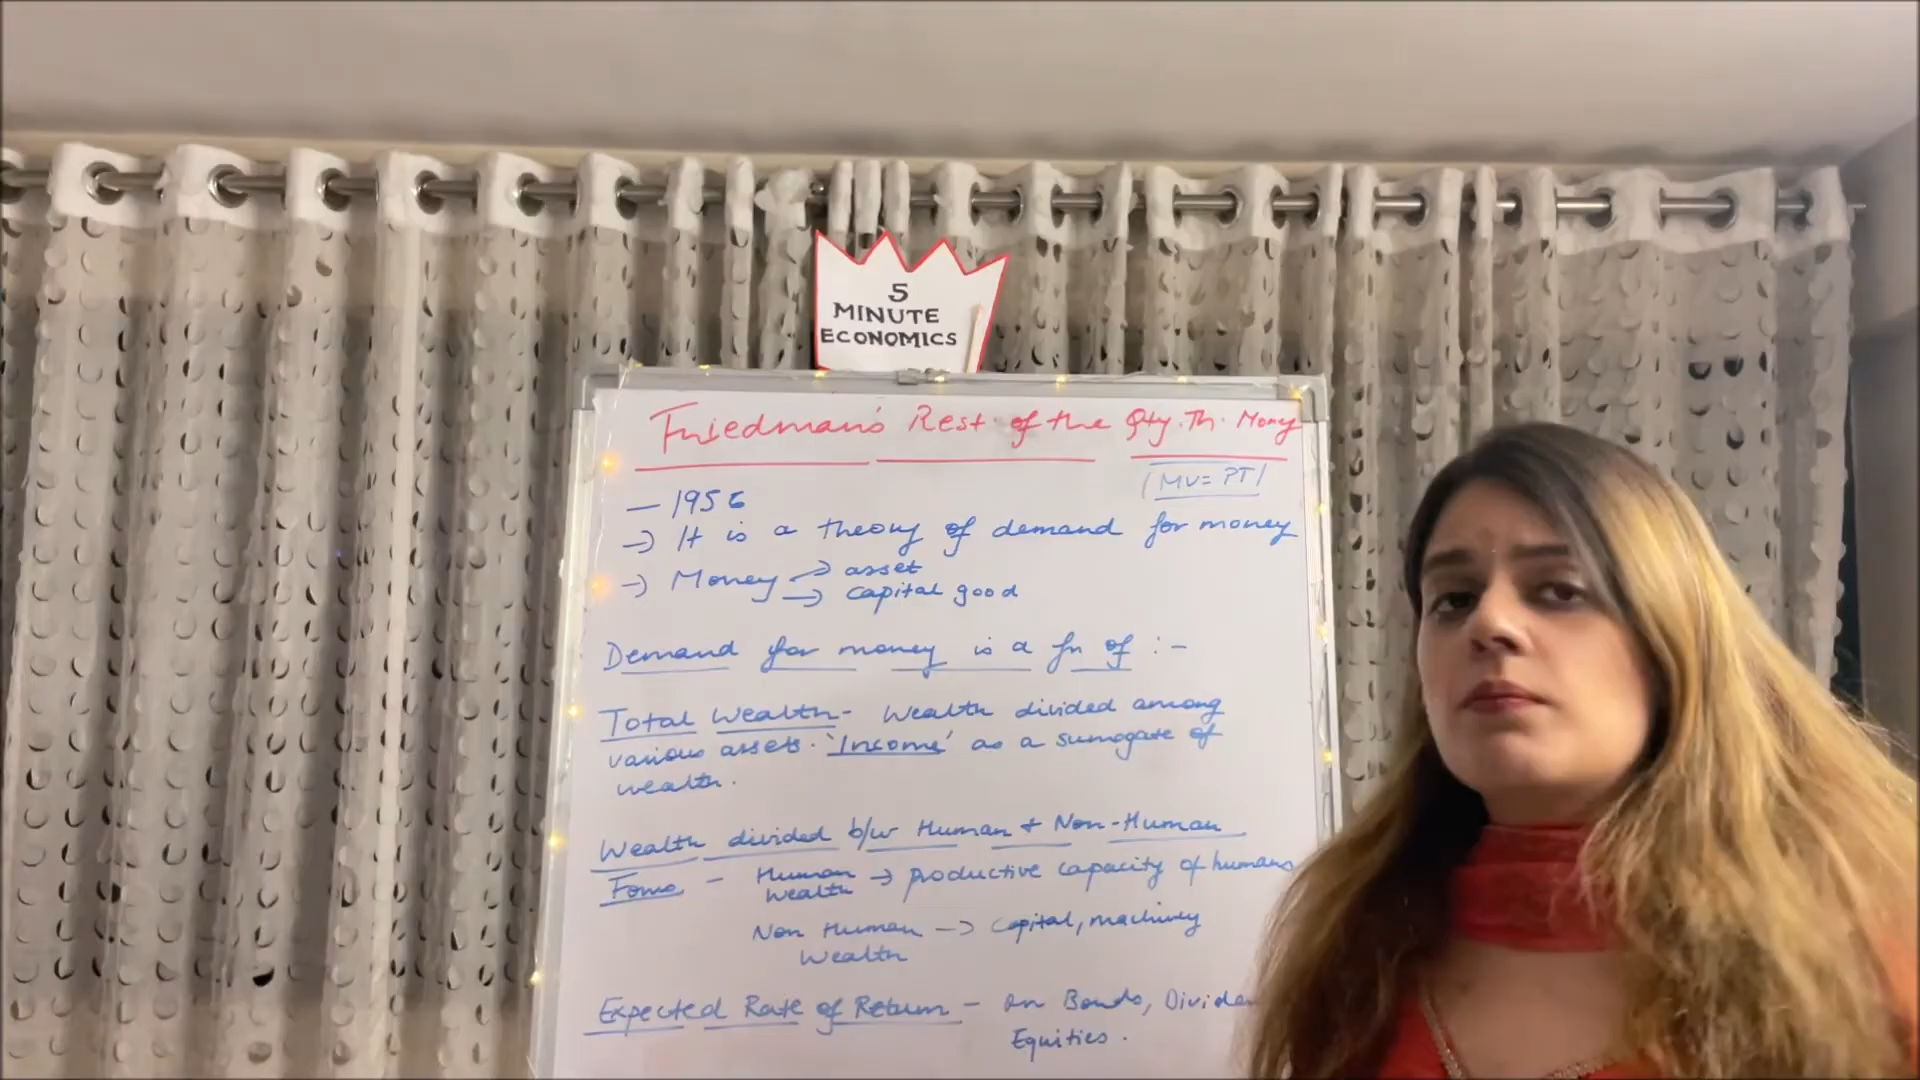 5
MINUTE
ECONOMICS
Friedman's Rest. of the Qty. Th. Money
MV = PT
- 1956
→ It is a theory of demand for money
→ Money → asset
→ capital good
Demand for money is a fn of :-
Total Wealth - Wealth divided among
various assets. 'Income' as a surrogate of
wealth.
Wealth divided b/w Human + Non-Human
Forms - Human Wealth → productive capacity of humans
Non Human Wealth → capital, machinery
Expected Rate of Return - on Bonds,
Equities.